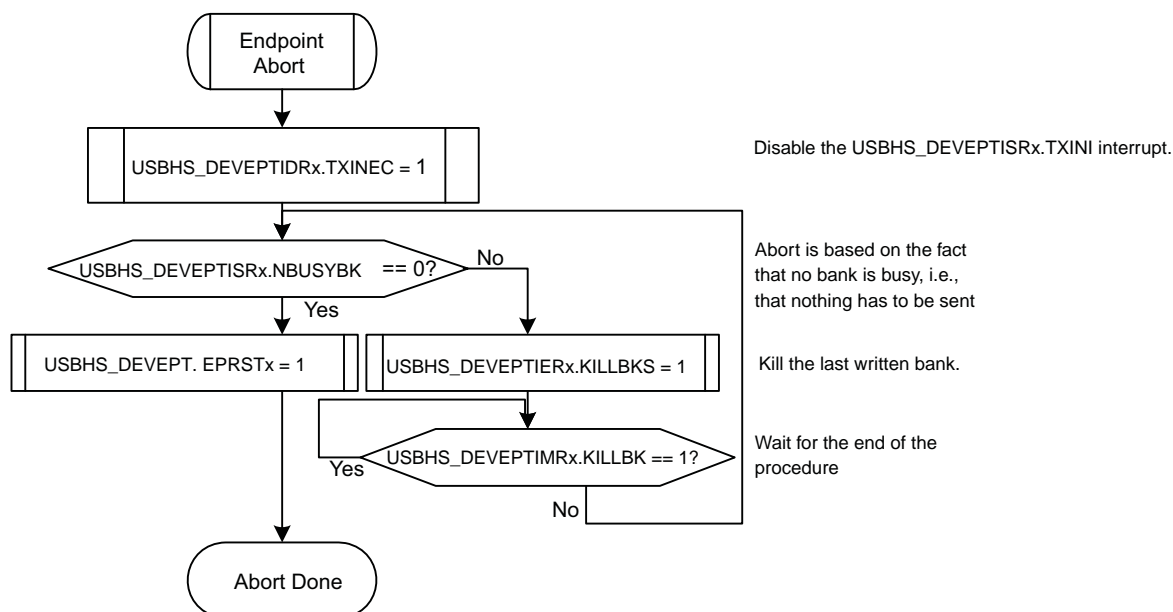 Endpoint
Abort
USBHS_DEVEPTIDRx.TXINEC = 1
Disable the USBHS_DEVEPTISRx.TXINI interrupt.
USBHS_DEVEPTISRx.NBUSYBK == 0?
No
Yes
Abort is based on the fact
that no bank is busy, i.e.,
that nothing has to be sent
USBHS_DEVEPT. EPRSTx = 1
USBHS_DEVEPTIERx.KILLBKS = 1
Kill the last written bank.
USBHS_DEVEPTIMRx.KILLBK == 1?
Yes
No
Wait for the end of the
procedure
Abort Done